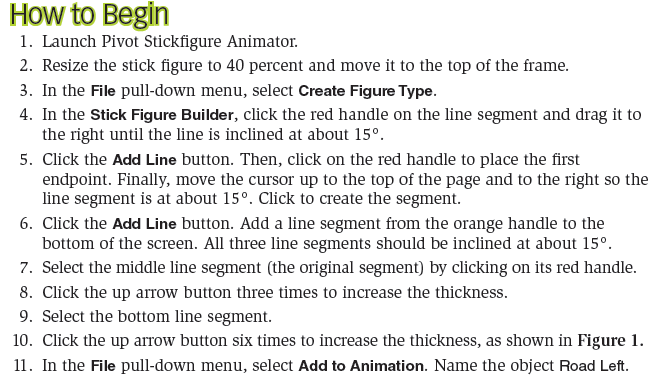 How to Begin
1. Launch Pivot Stickfigure Animator.
2. Resize the stick figure to 40 percent and move it to the top of the frame.
3. In the File pull-down menu, select Create Figure Type.
4. In the Stick Figure Builder, click the red handle on the line segment and drag it to
the right until the line is inclined at about 15°.
5. Click the Add Line button. Then, click on the red handle to place the first
endpoint. Finally, move the cursor up to the top of the page and to the right so the
line segment is at about 15°. Click to create the segment.
6. Click the Add Line button. Add a line segment from the orange handle to the
bottom of the screen. All three line segments should be inclined at about 15°.
7. Select the middle line segment (the original segment) by clicking on its red handle.
8. Click the up arrow button three times to increase the thickness.
9. Select the bottom line segment.
10. Click the up arrow button six times to increase the thickness, as shown in Figure 1.
11. In the File pull-down menu, select Add to Animation. Name the object Road Left.